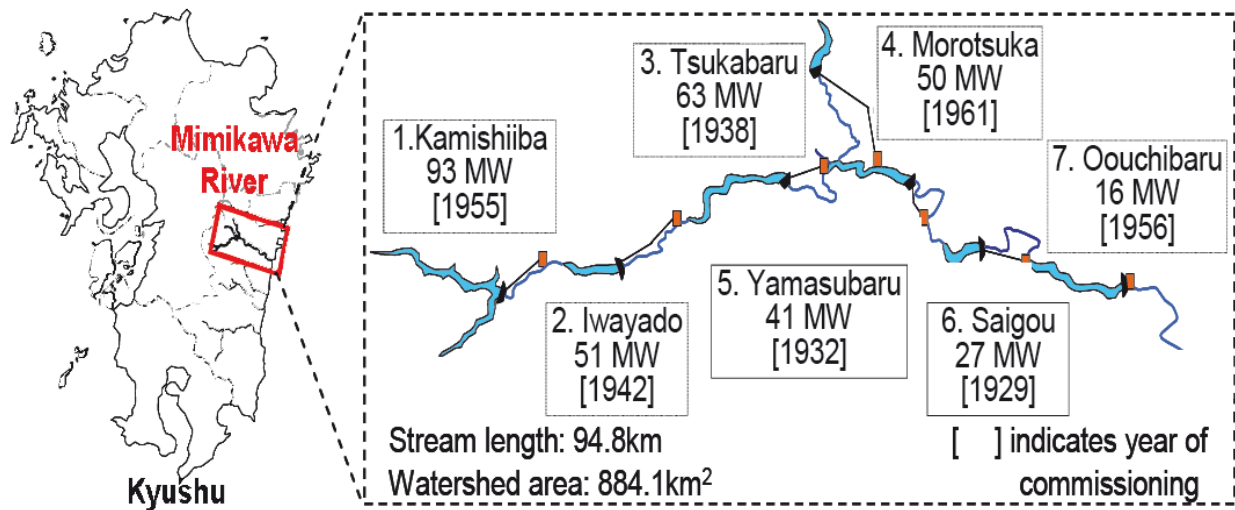 Mimikawa
River
Kyushu
1.Kamishiiba
93 MW
[1955]
2. Iwayado
51 MW
[1942]
3. Tsukabaru
63 MW
[1938]
4. Morotsuka
50 MW
[1961]
5. Yamasubaru
41 MW
[1932]
6. Saigou
27 MW
[1929]
7. Oouchibaru
16 MW
[1956]
Stream length: 94.8km
Watershed area: 884.1km²
[ ] indicates year of
commissioning